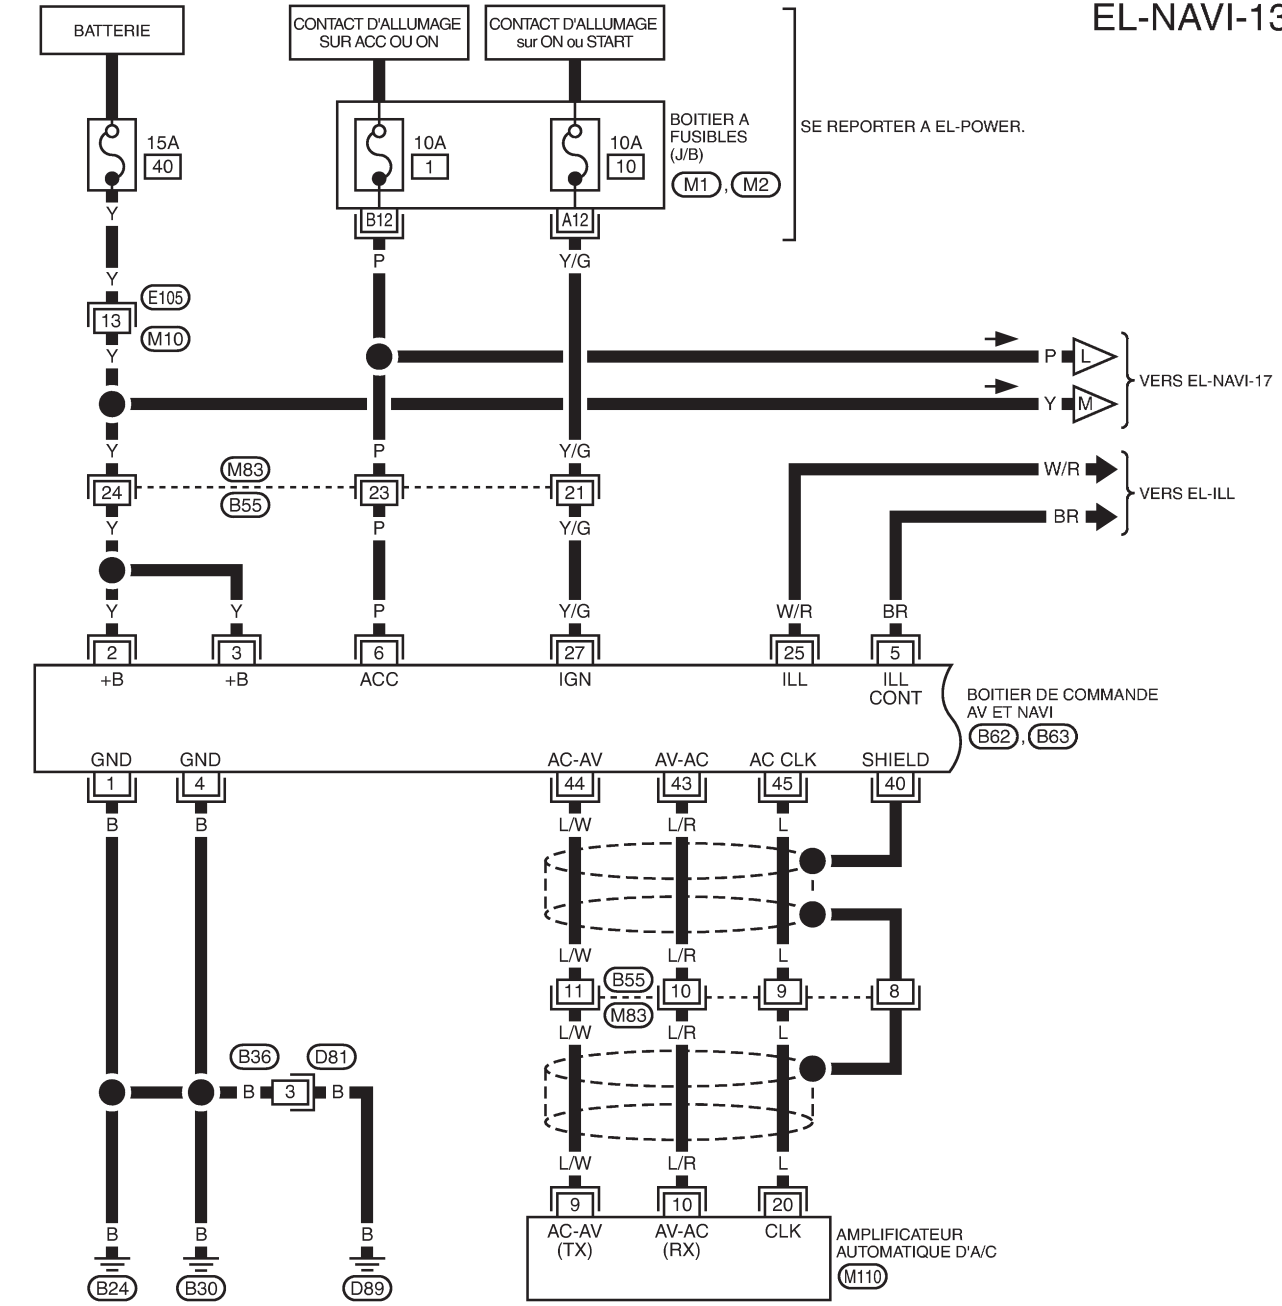 EL-NAVI-13
BATTERIE
CONTACT D'ALLUMAGE
SUR ACC OU ON
CONTACT D'ALLUMAGE
sur ON ou START
15A
40
10A
1
10A
10
BOITIER A
FUSIBLES
(J/B)
M1 , M2
SE REPORTER A EL-POWER.
B12
A12
Y
P
Y/G
Y
E105
13
M10
Y
P
L
VERS EL-NAVI-17
Y
M
Y
P
Y/G
W/R
M83
24
23
21
VERS EL-ILL
B55
BR
Y
P
Y/G
Y
Y
P
Y/G
W/R
BR
2
3
6
27
25
5
+B
+B
ACC
IGN
ILL
ILL
CONT
BOITIER DE COMMANDE
AV ET NAVI
B62 , B63
GND
GND
AC-AV
AV-AC
AC CLK
SHIELD
1
4
44
43
45
40
B
B
L/W
L/R
L
L/W
L/R
L
B55
11
10
9
8
M83
L/W
L/R
L
B36
D81
B
3
B
L/W
L/R
L
9
10
20
AC-AV
(TX)
AV-AC
(RX)
CLK
AMPLIFICATEUR
AUTOMATIQUE D'A/C
M110
B
B
B
B24
B30
D89